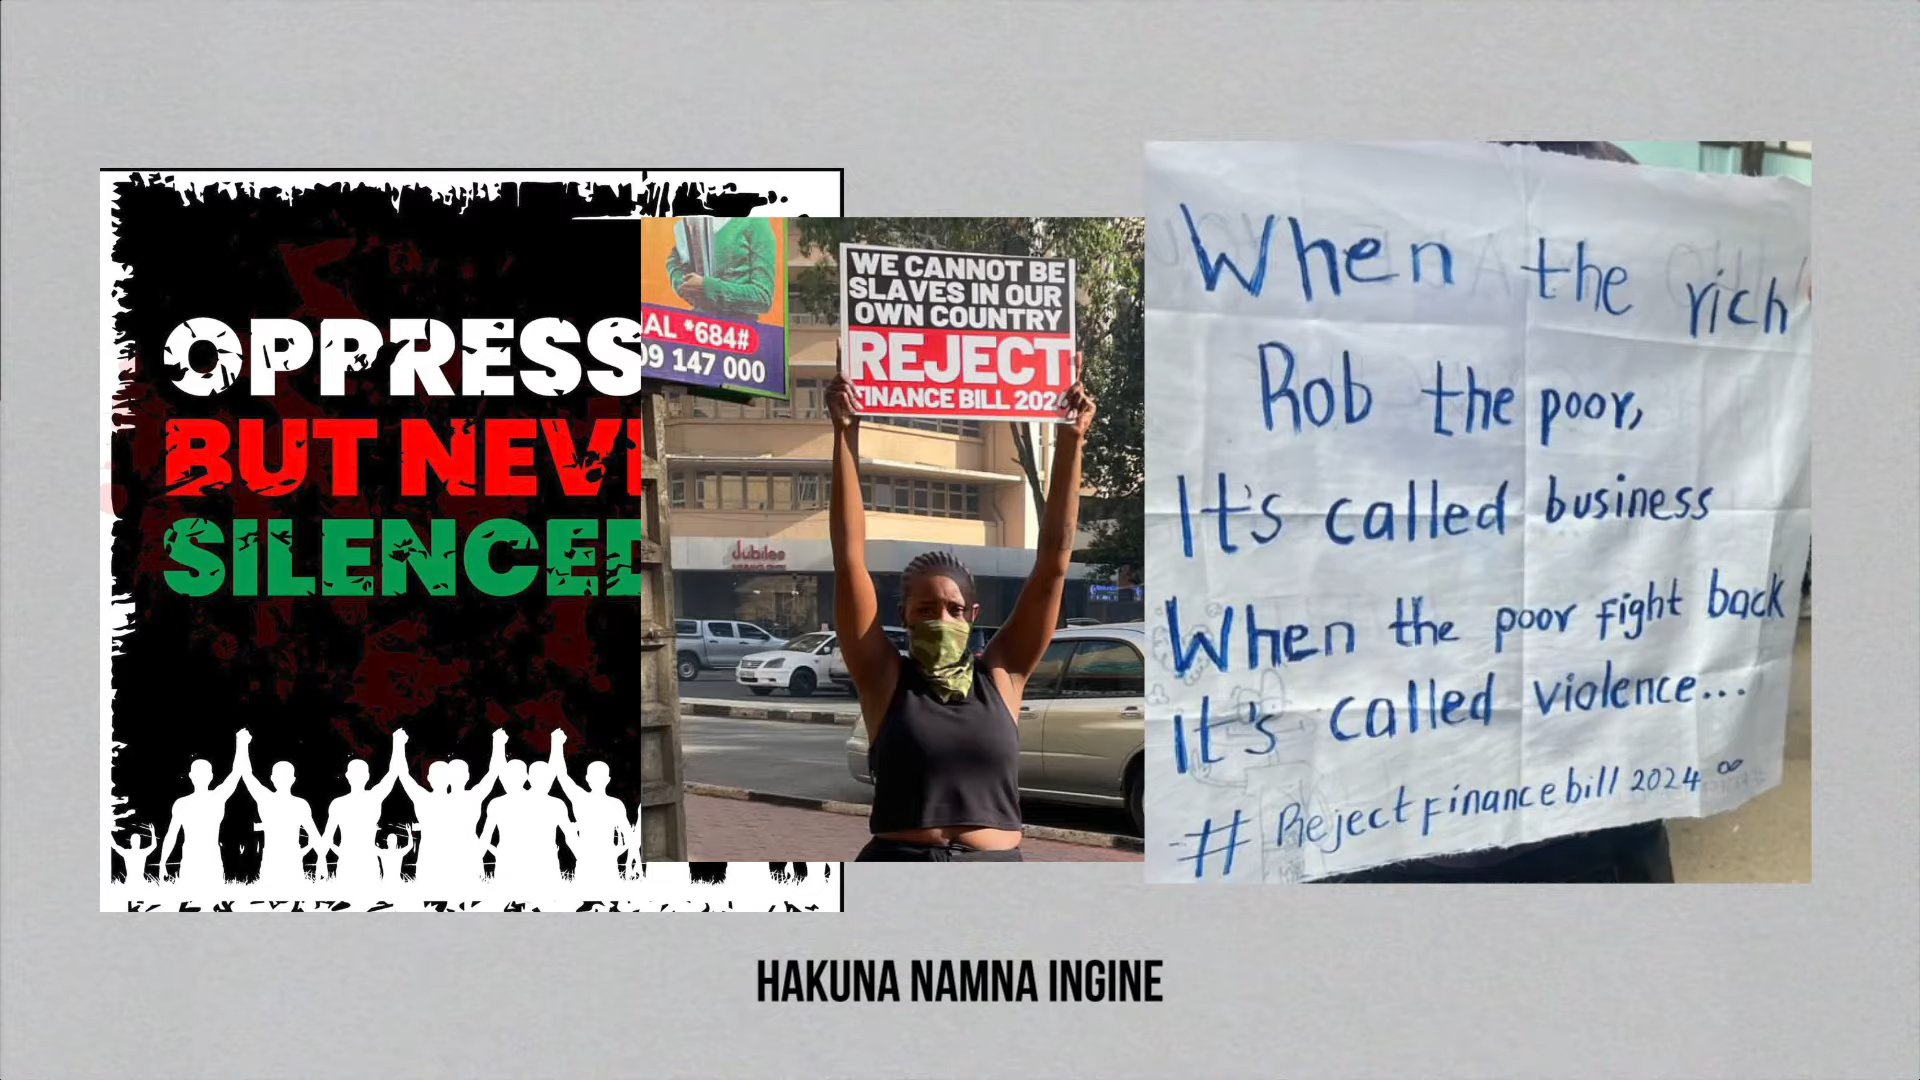 OPPRESS
BUT NEV
SILENCED
AL *684#
09 147 000
WE CANNOT BE
SLAVES IN OUR
OWN COUNTRY
REJECT
FINANCE BILL 2024
Jubilee
When the rich
Rob the poor,
It's called business
When the poor fight back
It's called violence...
# Reject finance bill 2024
HAKUNA NAMNA INGINE